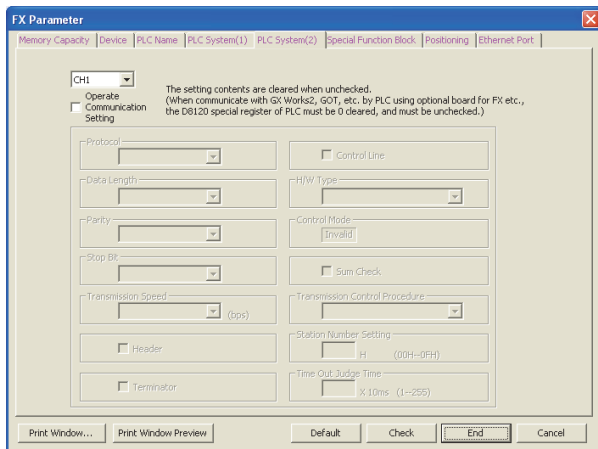 FX Parameter
Memory Capacity Device PLC Name PLC System(1) PLC System(2) Special Function Block Positioning Ethernet Port
CH1
The setting contents are cleared when unchecked.
(When communicate with GX Works2, GOT, etc. by PLC using optional board for FX etc.,
the D8120 special register of PLC must be 0 cleared, and must be unchecked.)
Operate
Communication
Setting
Protocol
Control Line
Data Length
H/W Type
Parity
Control Mode
Invalid
Stop Bit
Sum Check
Transmission Speed
(bps)
Transmission Control Procedure
Header
Station Number Setting
H (00H--0FH)
Terminator
Time Out Judge Time
X 10ms (1--255)
Print Window... Print Window Preview Default Check End Cancel